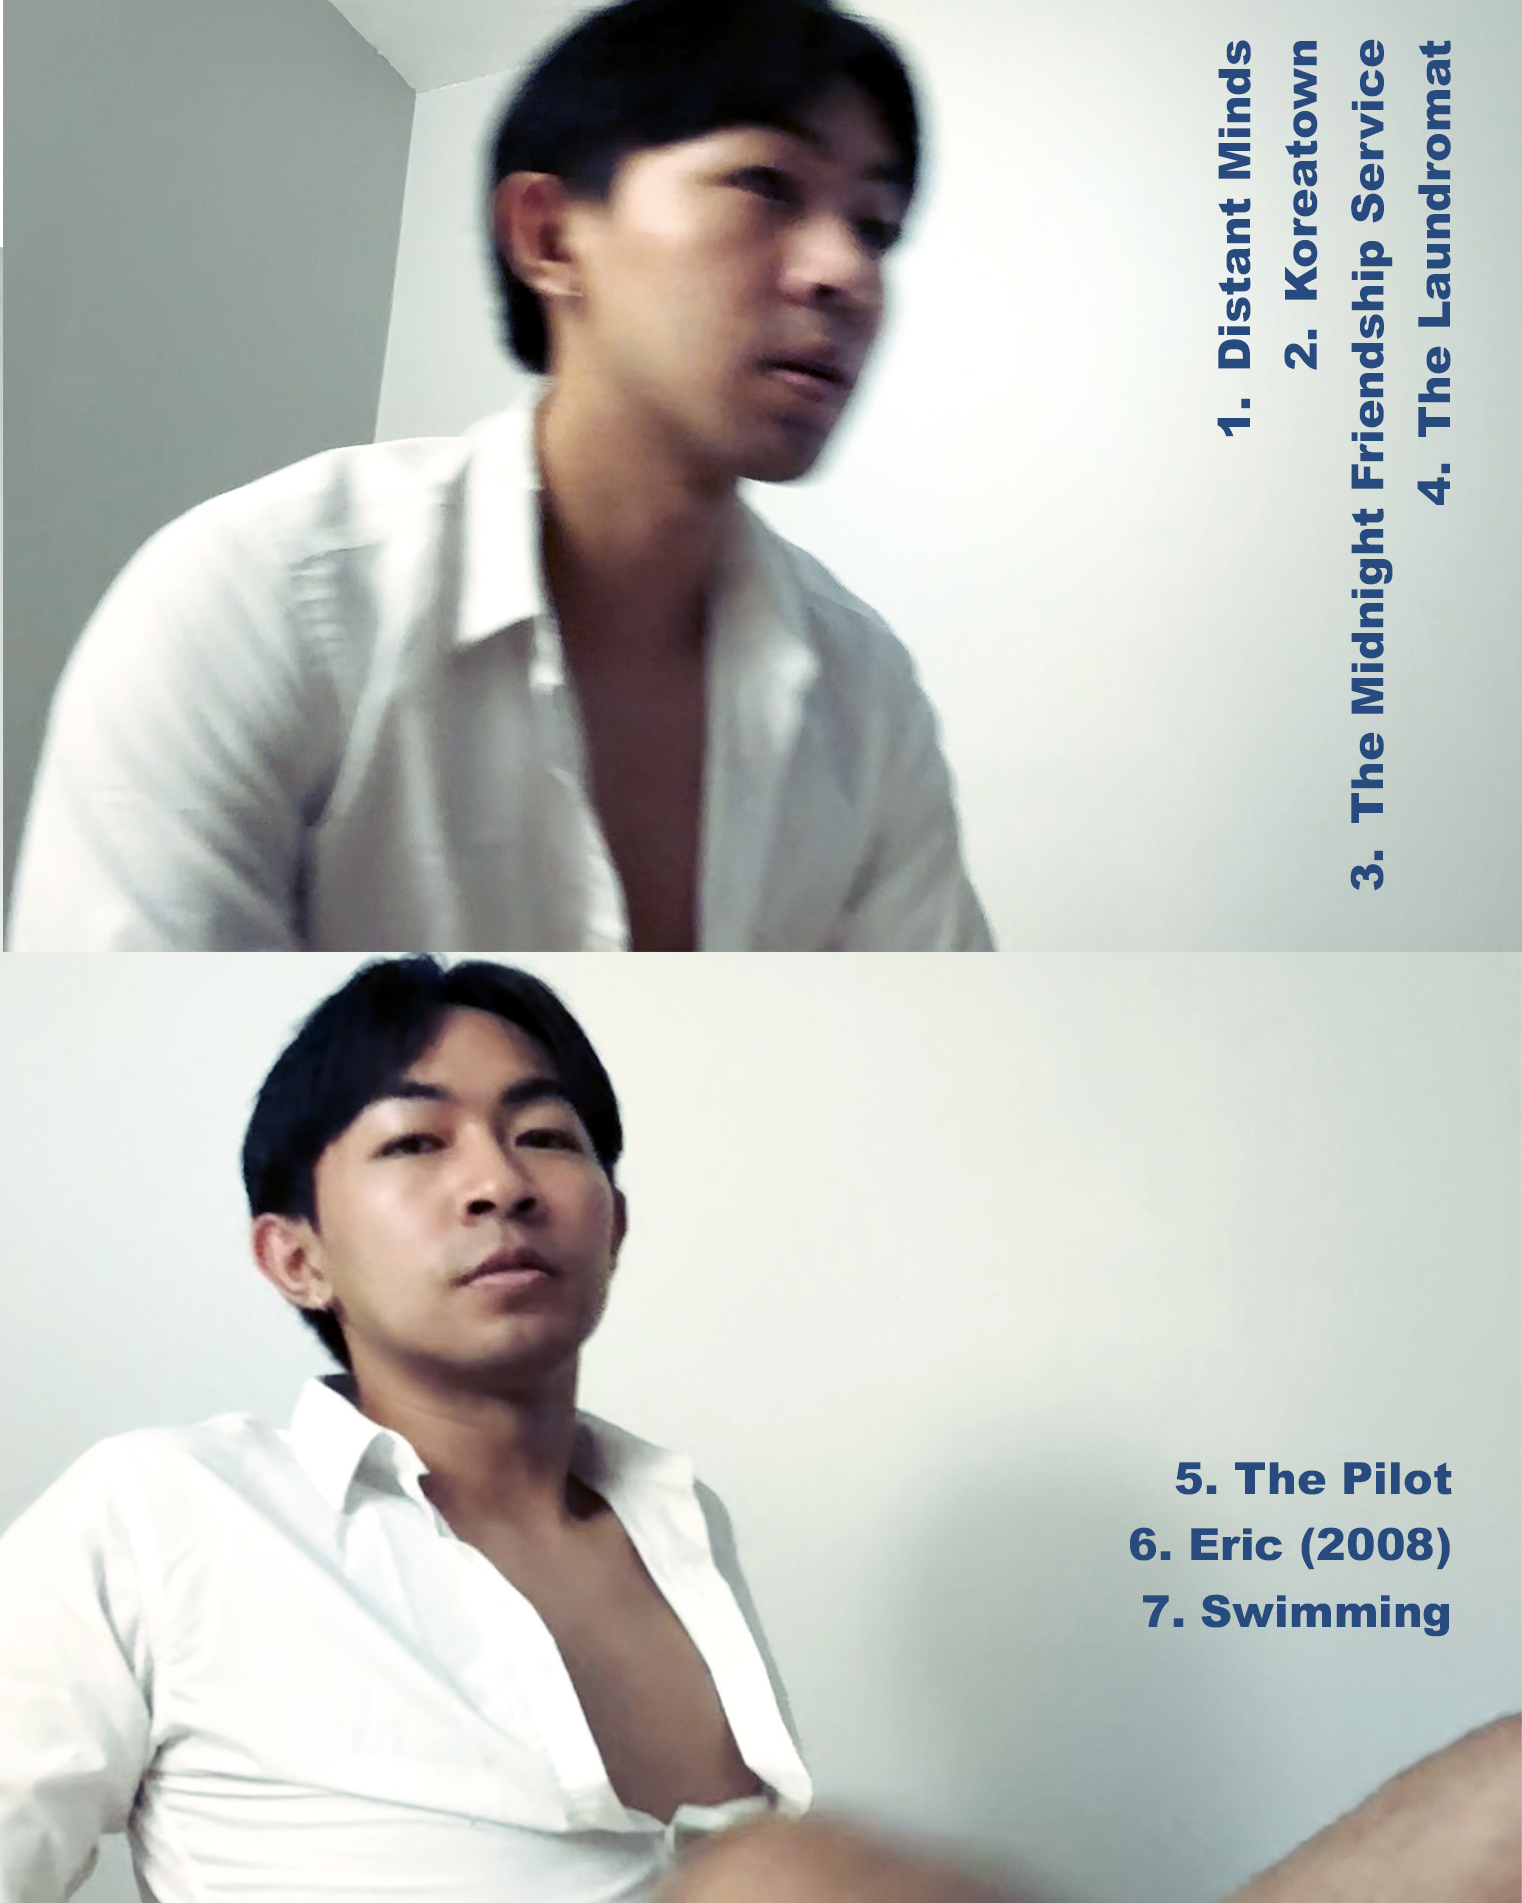 1. Distant Minds
2. Koreatown
3. The Midnight Friendship Service
4. The Laundromat
5. The Pilot
6. Eric (2008)
7. Swimming